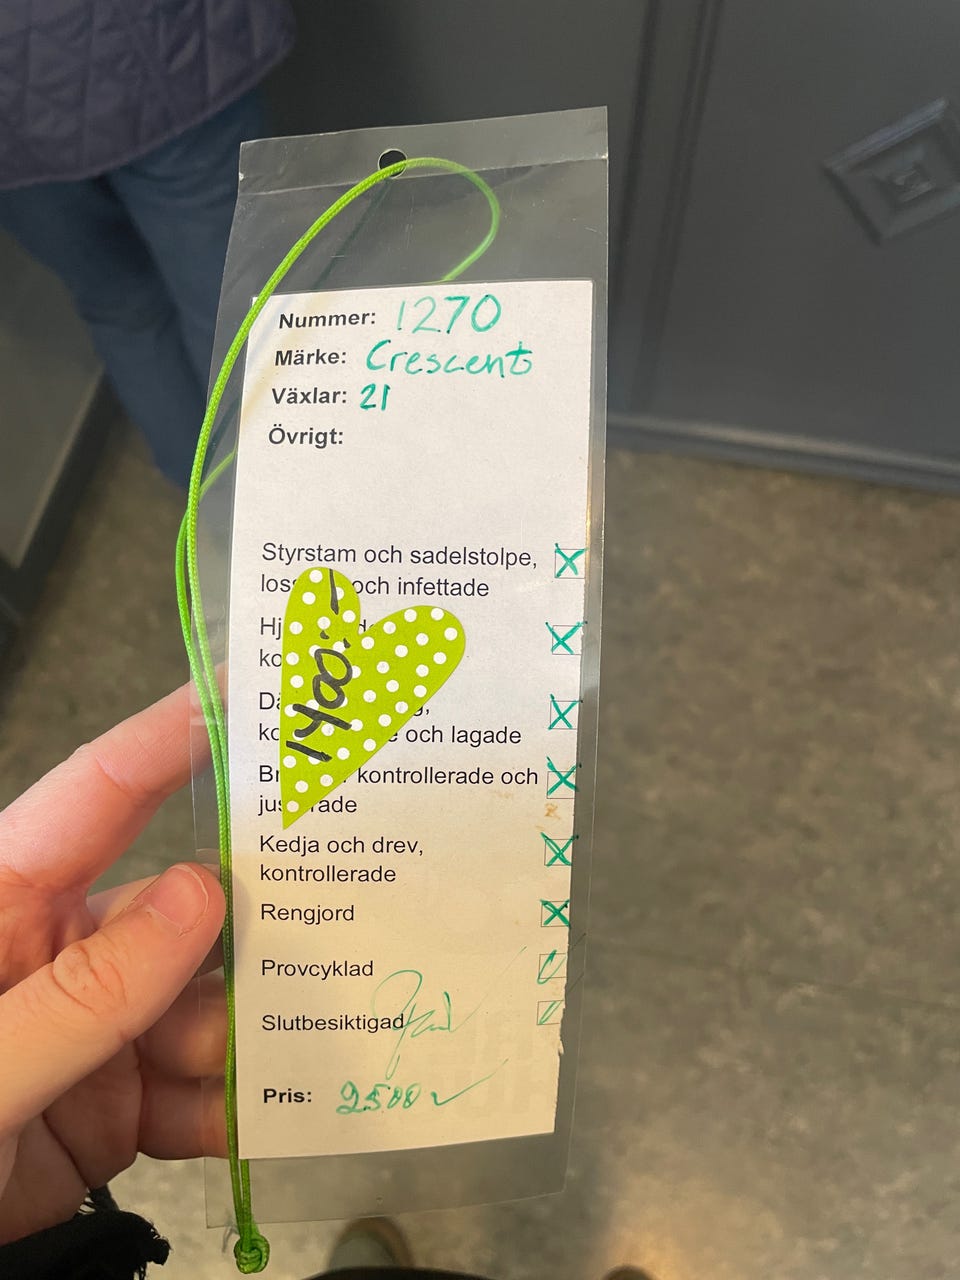 Nummer: 1270
Märke: Crescent
Växlar: 21
Övrigt:
Styrstam och sadelstolpe,
och infettade
och lagade
kontrollerade och
Kedja och drev,
kontrollerade
Rengjord
Provcyklad
Slutbesiktigad
Pris: 2500
1400:-